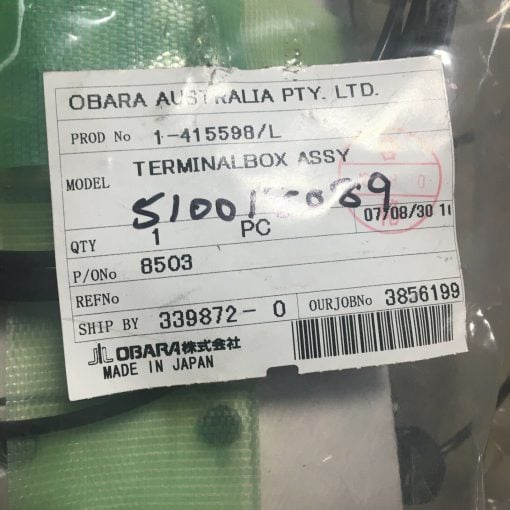 OBARA AUSTRALIA PTY. LTD.
PROD No 1-415598/L
MODEL TERMINALBOX ASSY
QTY 1 PC 07/08/30
P/ONo 8503
REFNo
SHIP BY 339872-0 OURJOBNo 3856199
OBARA株式会社
MADE IN JAPAN